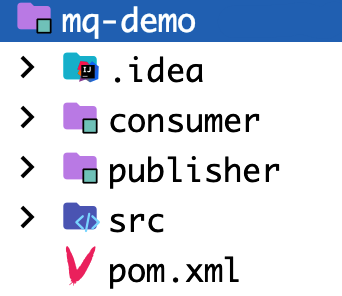 mq-demo
.idea
consumer
publisher
src
pom.xml